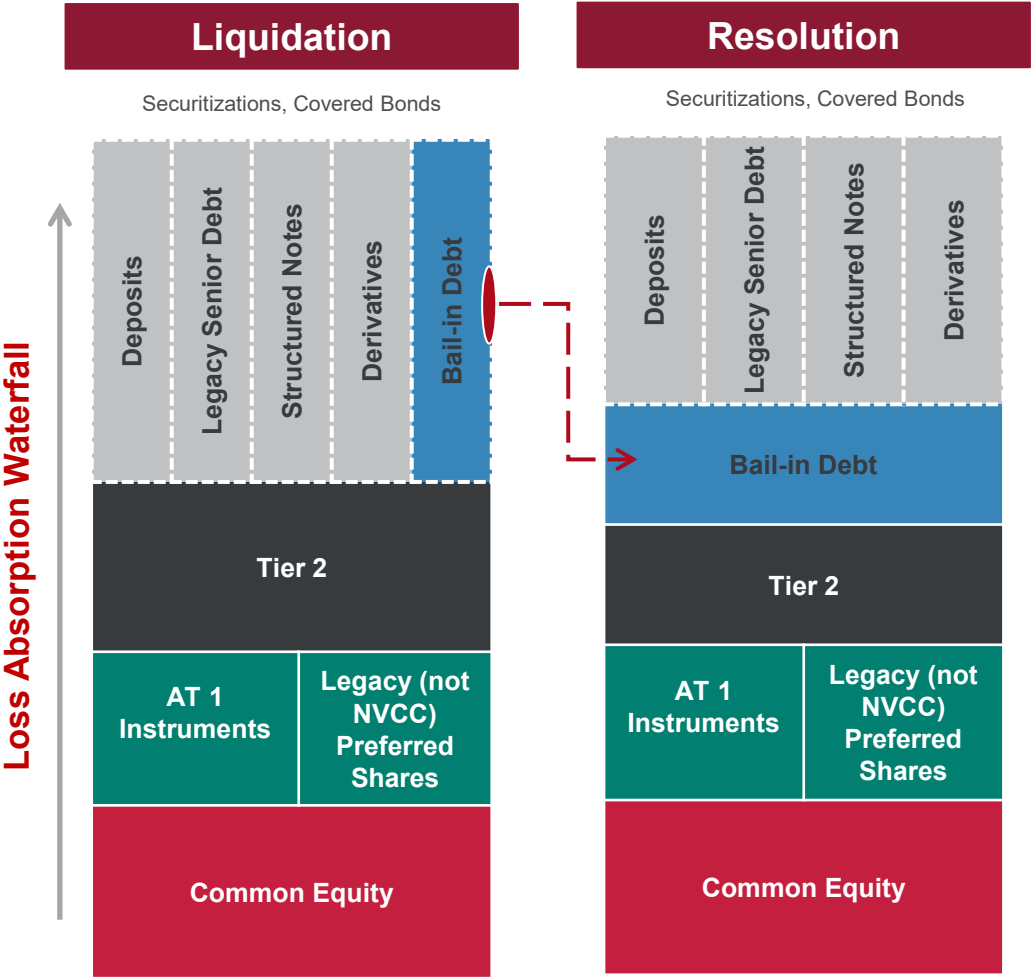 Liquidation
Securitizations, Covered Bonds
Loss Absorption Waterfall
Deposits
Legacy Senior Debt
Structured Notes
Derivatives
Bail-in Debt
Tier 2
AT 1
Instruments
Legacy (not
NVCC)
Preferred
Shares
Common Equity
Resolution
Securitizations, Covered Bonds
Deposits
Legacy Senior Debt
Structured Notes
Derivatives
Bail-in Debt
Tier 2
AT 1
Instruments
Legacy (not
NVCC)
Preferred
Shares
Common Equity